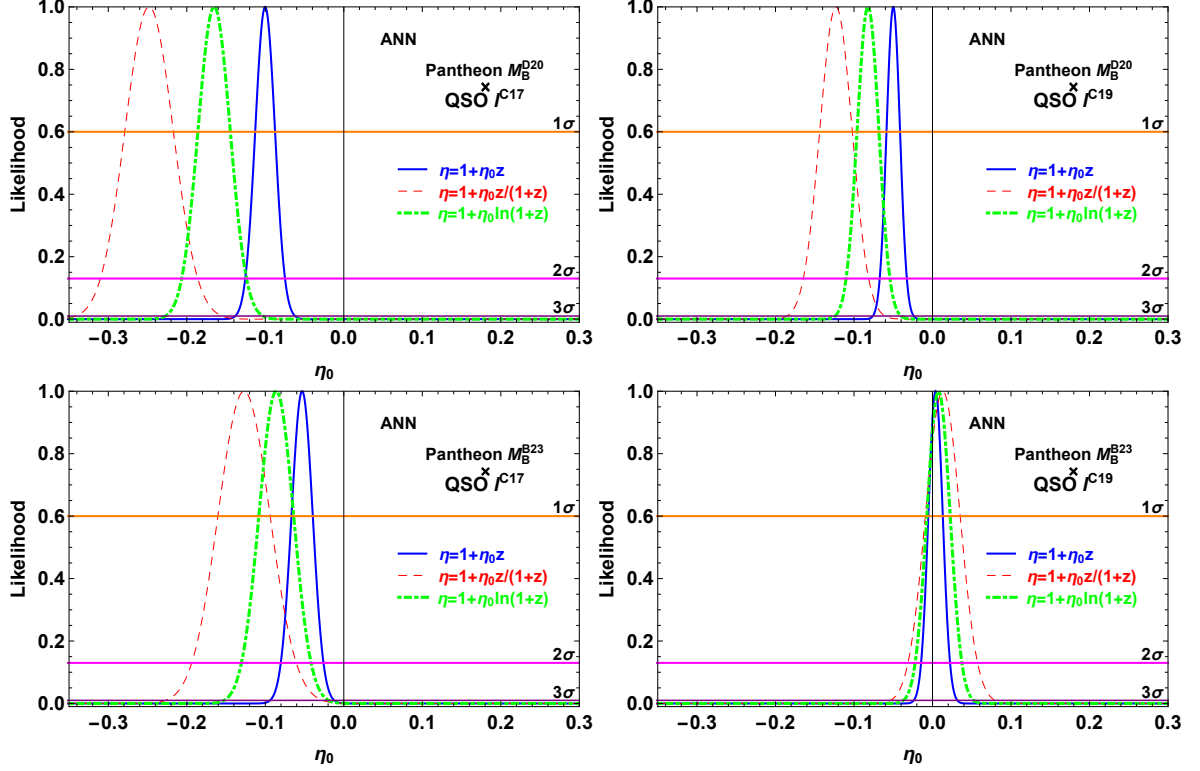 1.0
0.8
0.6
0.4
0.2
0.0
Likelihood
ANN
Pantheon M_B^D20
×
QSO l^C17
1σ
η=1+η₀z
η=1+η₀z/(1+z)
η=1+η₀ln(1+z)
2σ
3σ
−0.3 −0.2 −0.1 0.0 0.1 0.2 0.3
η₀
1.0
0.8
0.6
0.4
0.2
0.0
Likelihood
ANN
Pantheon M_B^D20
×
QSO l^C19
1σ
η=1+η₀z
η=1+η₀z/(1+z)
η=1+η₀ln(1+z)
2σ
3σ
−0.3 −0.2 −0.1 0.0 0.1 0.2 0.3
η₀
1.0
0.8
0.6
0.4
0.2
0.0
Likelihood
ANN
Pantheon M_B^B23
×
QSO l^C17
1σ
η=1+η₀z
η=1+η₀z/(1+z)
η=1+η₀ln(1+z)
2σ
3σ
−0.3 −0.2 −0.1 0.0 0.1 0.2 0.3
η₀
1.0
0.8
0.6
0.4
0.2
0.0
Likelihood
ANN
Pantheon M_B^B23
×
QSO l^C19
1σ
η=1+η₀z
η=1+η₀z/(1+z)
η=1+η₀ln(1+z)
2σ
3σ
−0.3 −0.2 −0.1 0.0 0.1 0.2 0.3
η₀